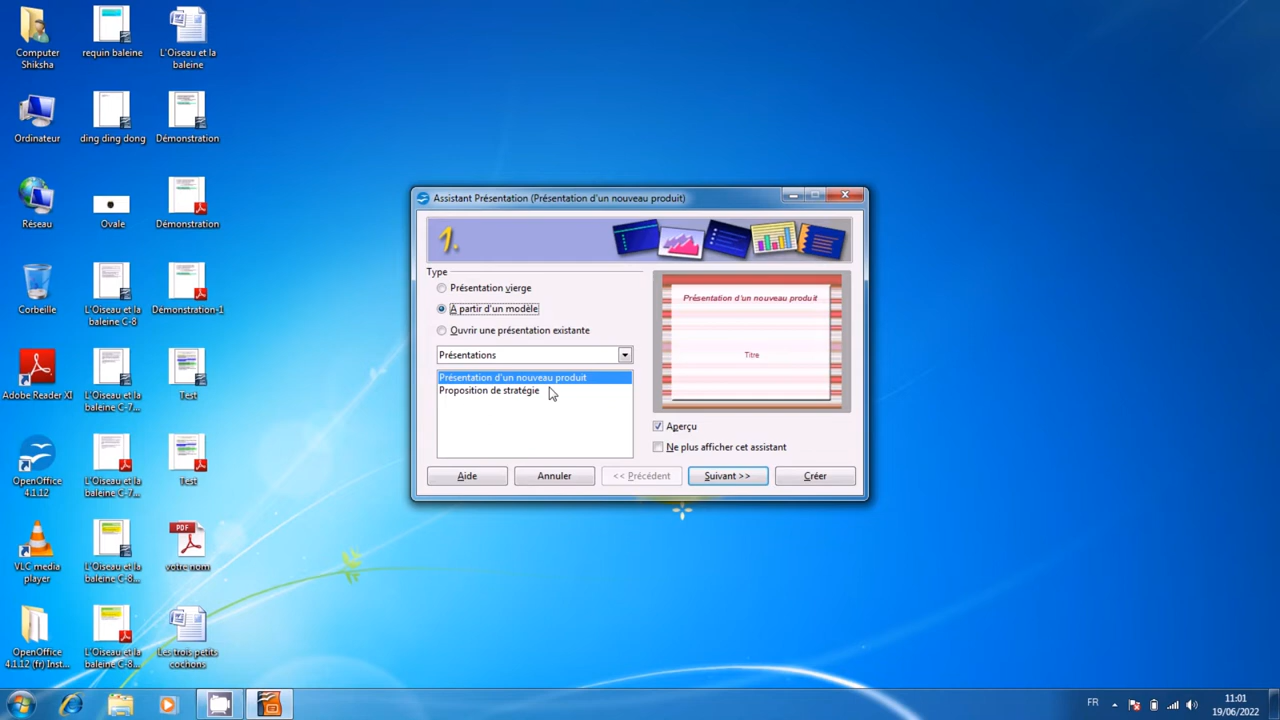 Computer
Shiksha
requin baleine
L'Oiseau et la
baleine
Ordinateur
ding ding dong
Démonstration
Réseau
Ovale
Démonstration
Corbeille
L'Oiseau et la
baleine C-8
Démonstration-1
Adobe Reader XI
L'Oiseau et la
baleine C-7...
Test
OpenOffice
4.1.12
L'Oiseau et la
baleine C-7...
Test
VLC media
player
L'Oiseau et la
baleine C-8...
PDF
votre nom
OpenOffice
4.1.12 (fr) Inst...
L'Oiseau et la
baleine C-8...
Les trois petits
cochons
Assistant Présentation (Présentation d'un nouveau produit)
1.
Type
Présentation vierge
À partir d'un modèle
Ouvrir une présentation existante
Présentations
Présentation d'un nouveau produit
Proposition de stratégie
Présentation d'un nouveau produit
Titre
Aperçu
Ne plus afficher cet assistant
Aide
Annuler
<< Précédent
Suivant >>
Créer
FR
11:01
19/06/2022